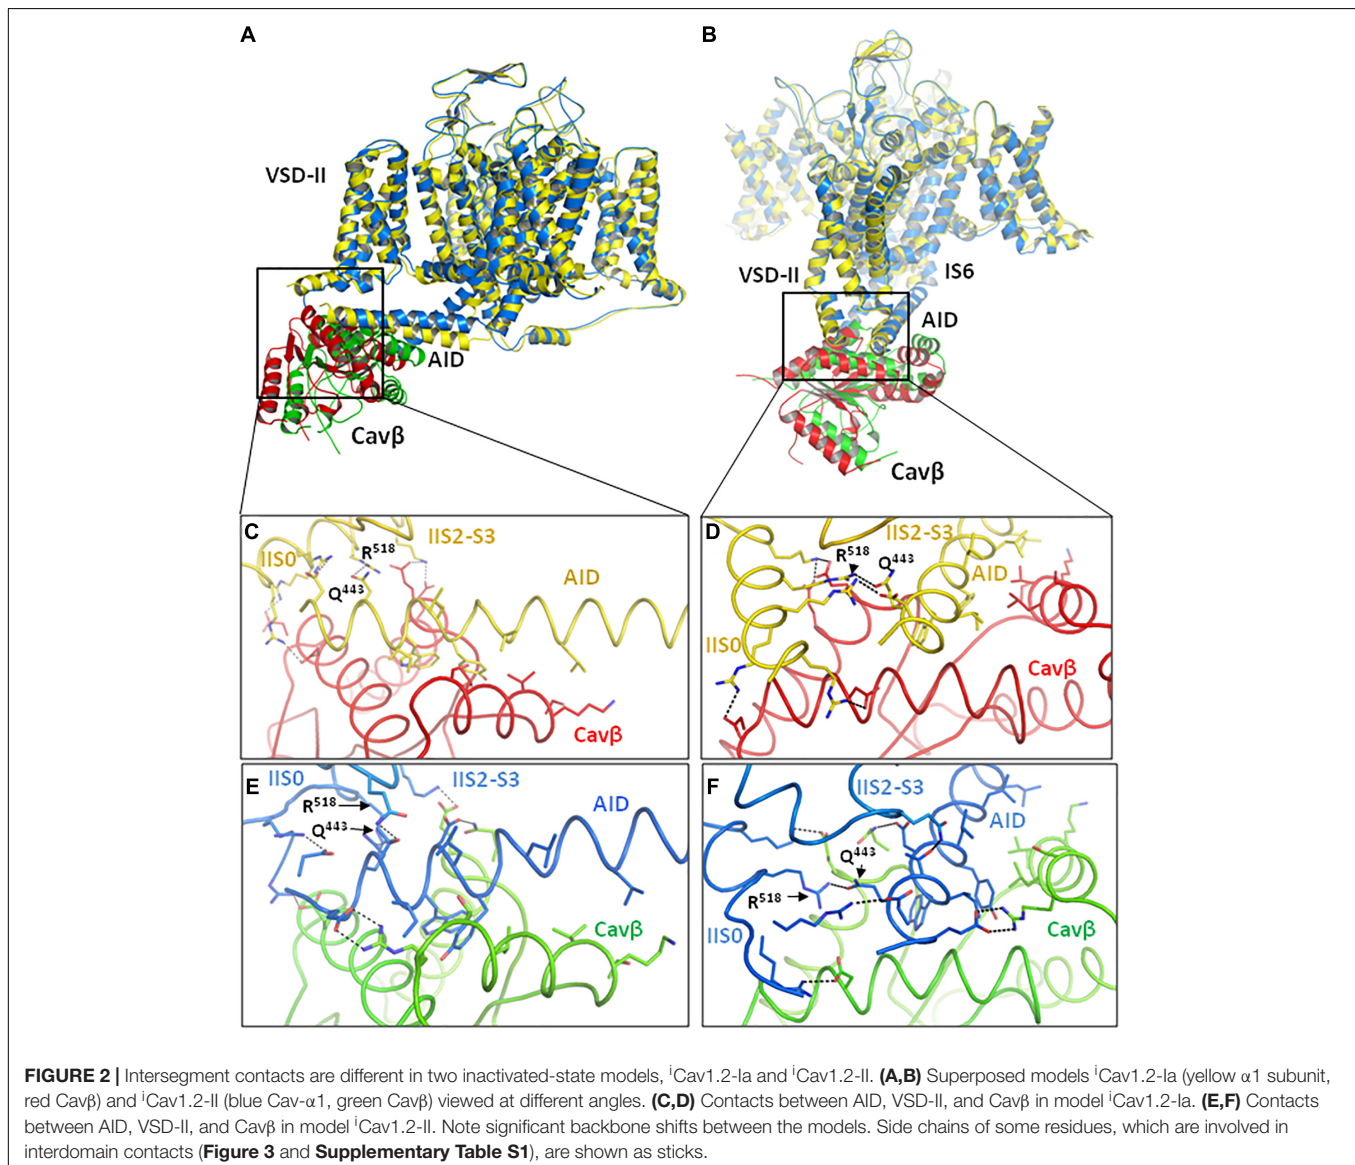 A
B
VSD-II
AID
Cavβ
VSD-II
IS6
AID
Cavβ
C
IIS0
R⁵¹⁸
IIS2-S3
Q⁴⁴³
AID
Cavβ
D
IIS2-S3
R⁵¹⁸
Q⁴⁴³
AID
IIS0
Cavβ
E
IIS0
IIS2-S3
R⁵¹⁸
Q⁴⁴³
AID
Cavβ
F
IIS2-S3
AID
Q⁴⁴³
R⁵¹⁸
IIS0
Cavβ
FIGURE 2 | Intersegment contacts are different in two inactivated-state models, ⁱCav1.2-Ia and ⁱCav1.2-II. (A,B) Superposed models ⁱCav1.2-Ia (yellow α1 subunit,
red Cavβ) and ⁱCav1.2-II (blue Cav-α1, green Cavβ) viewed at different angles. (C,D) Contacts between AID, VSD-II, and Cavβ in model ⁱCav1.2-Ia. (E,F) Contacts
between AID, VSD-II, and Cavβ in model ⁱCav1.2-II. Note significant backbone shifts between the models. Side chains of some residues, which are involved in
interdomain contacts (Figure 3 and Supplementary Table S1), are shown as sticks.